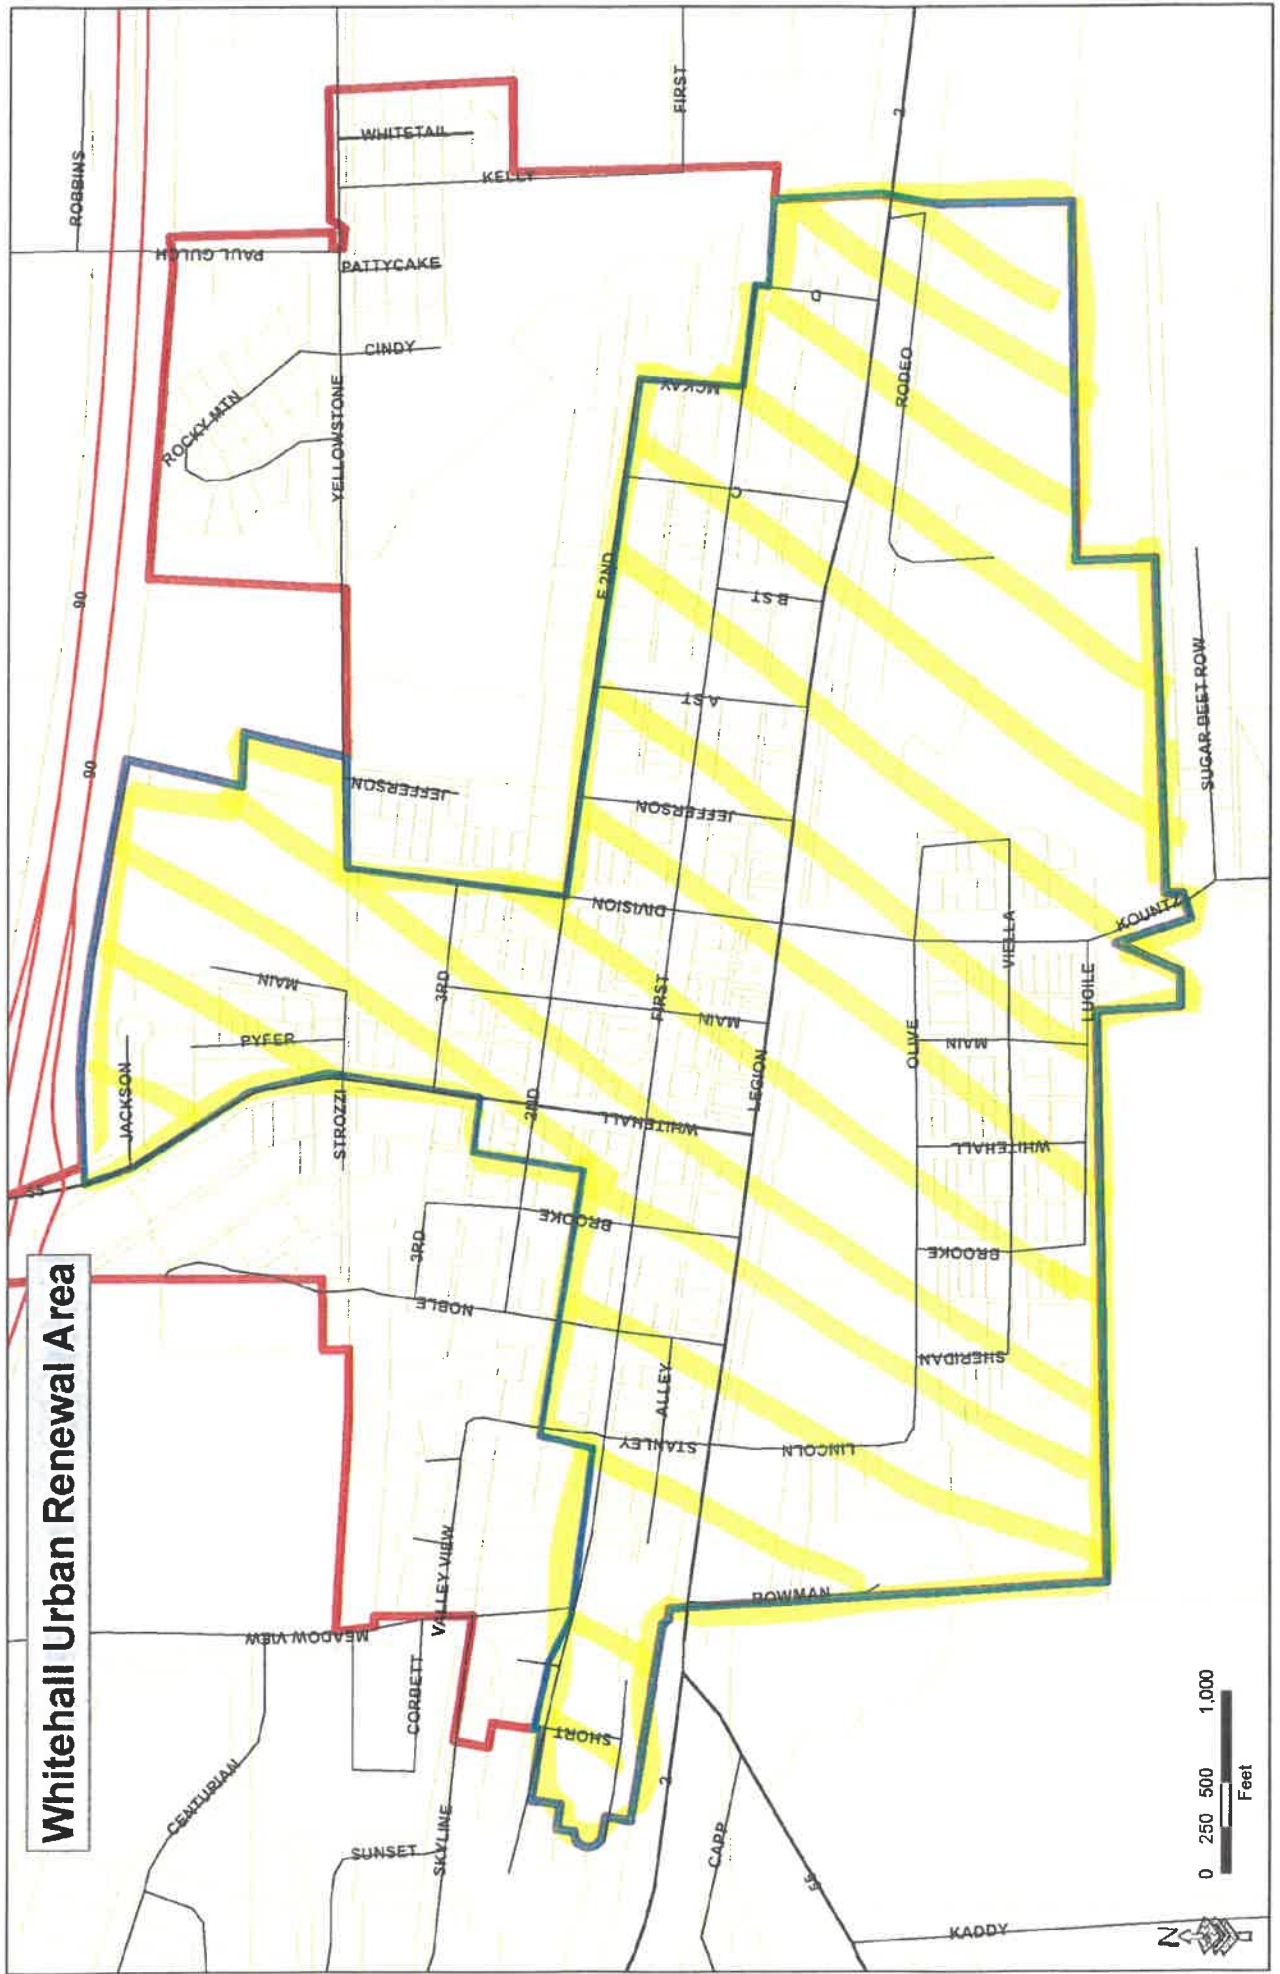 Whitehall Urban Renewal Area
ROBBINS
90
90
55
PAUL GULCH
WHITETAIL
KELLY
FIRST
PATTYCAKE
CINDY
ROCKY MTN
YELLOWSTONE
2
D
MCKAY
RODEO
C
E 2ND
B ST
A ST
JEFFERSON
JEFFERSON
SUGAR BEET ROW
DIVISION
KOUNTZ
VIELLA
LUCILE
MAIN
3RD
FIRST
MAIN
MAIN
OLIVE
PYFER
JACKSON
STROZZI
2ND
WHITEHALL
LEGION
WHITEHALL
3RD
BROOKE
BROOKE
NOBLE
SHERIDAN
ALLEY
STANLEY
LINCOLN
VALLEY VIEW
MEADOW VIEW
BOWMAN
CORBETT
SHORT
CENTURIAN
SUNSET
SKYLINE
2
CAPP
55
KADDY
N
0 250 500 1,000
Feet